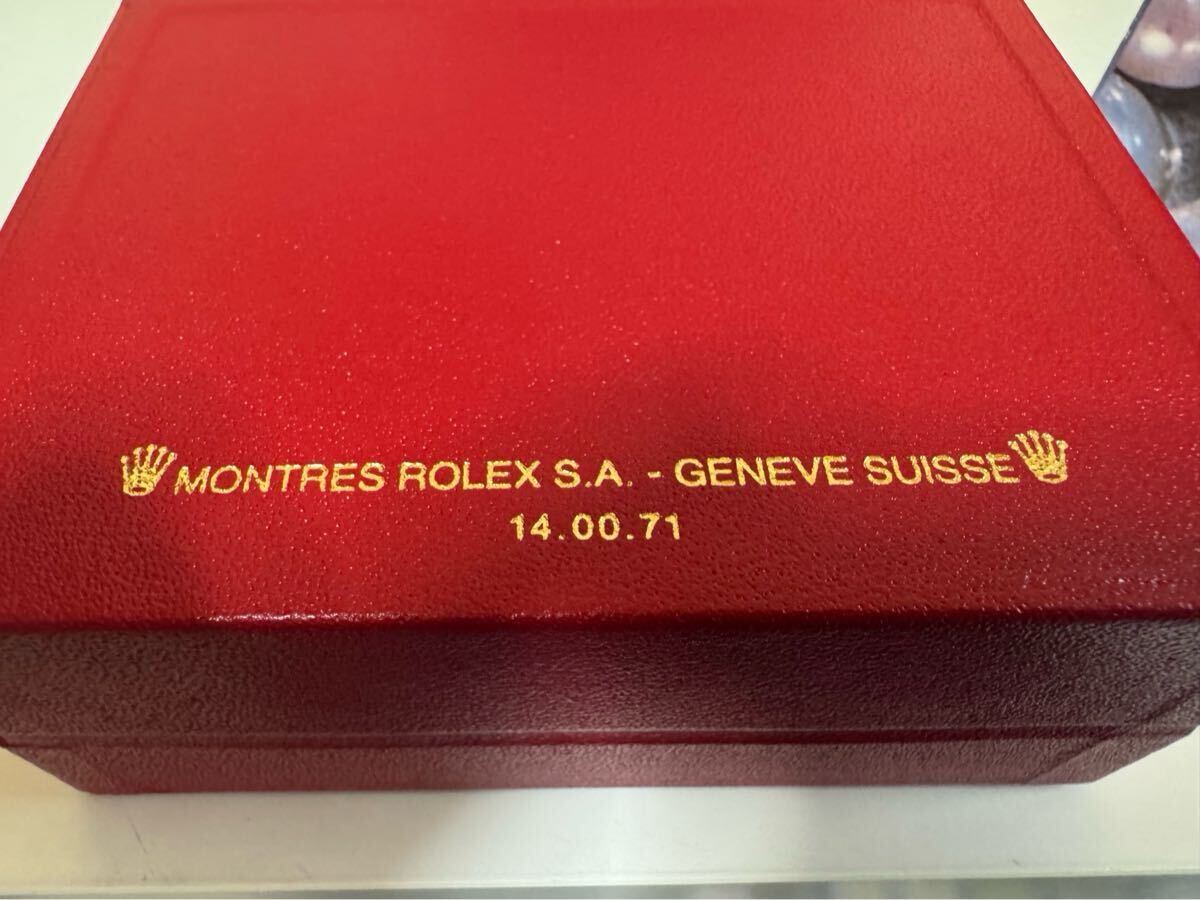 MONTRES ROLEX S.A. - GENEVE SUISSE
14.00.71